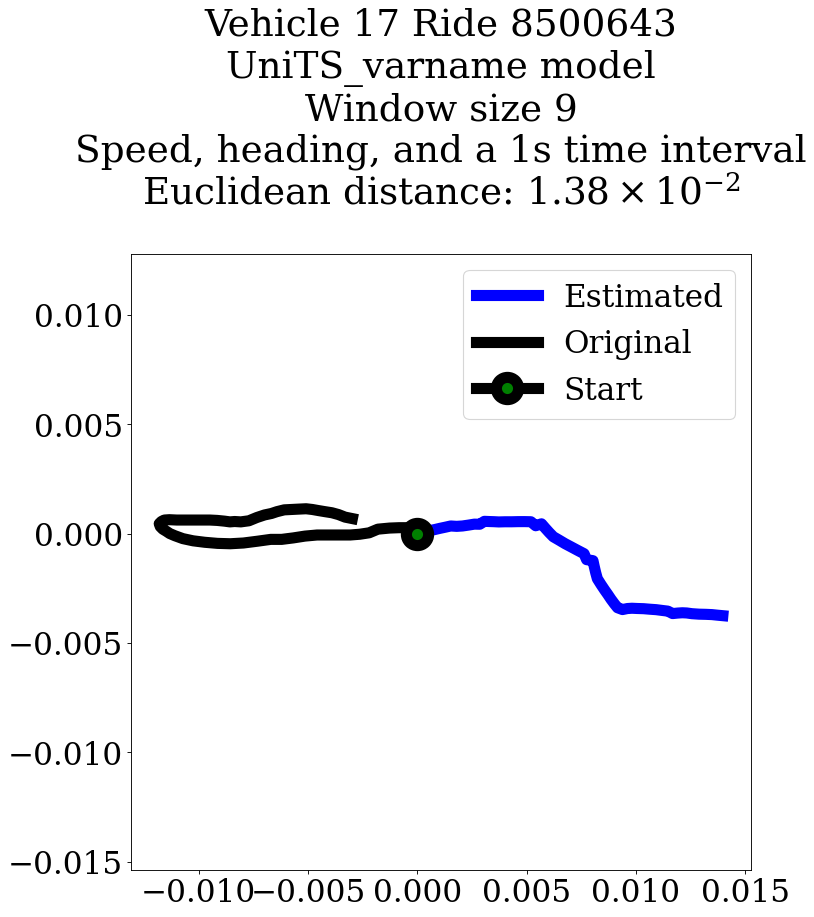 Vehicle 17 Ride 8500643
UniTS_varname model
Window size 9
Speed, heading, and a 1s time interval
Euclidean distance: 1.38 × 10⁻²
Estimated
Original
Start
0.010
0.005
0.000
−0.005
−0.010
−0.015
−0.010
−0.005
0.000
0.005
0.010
0.015